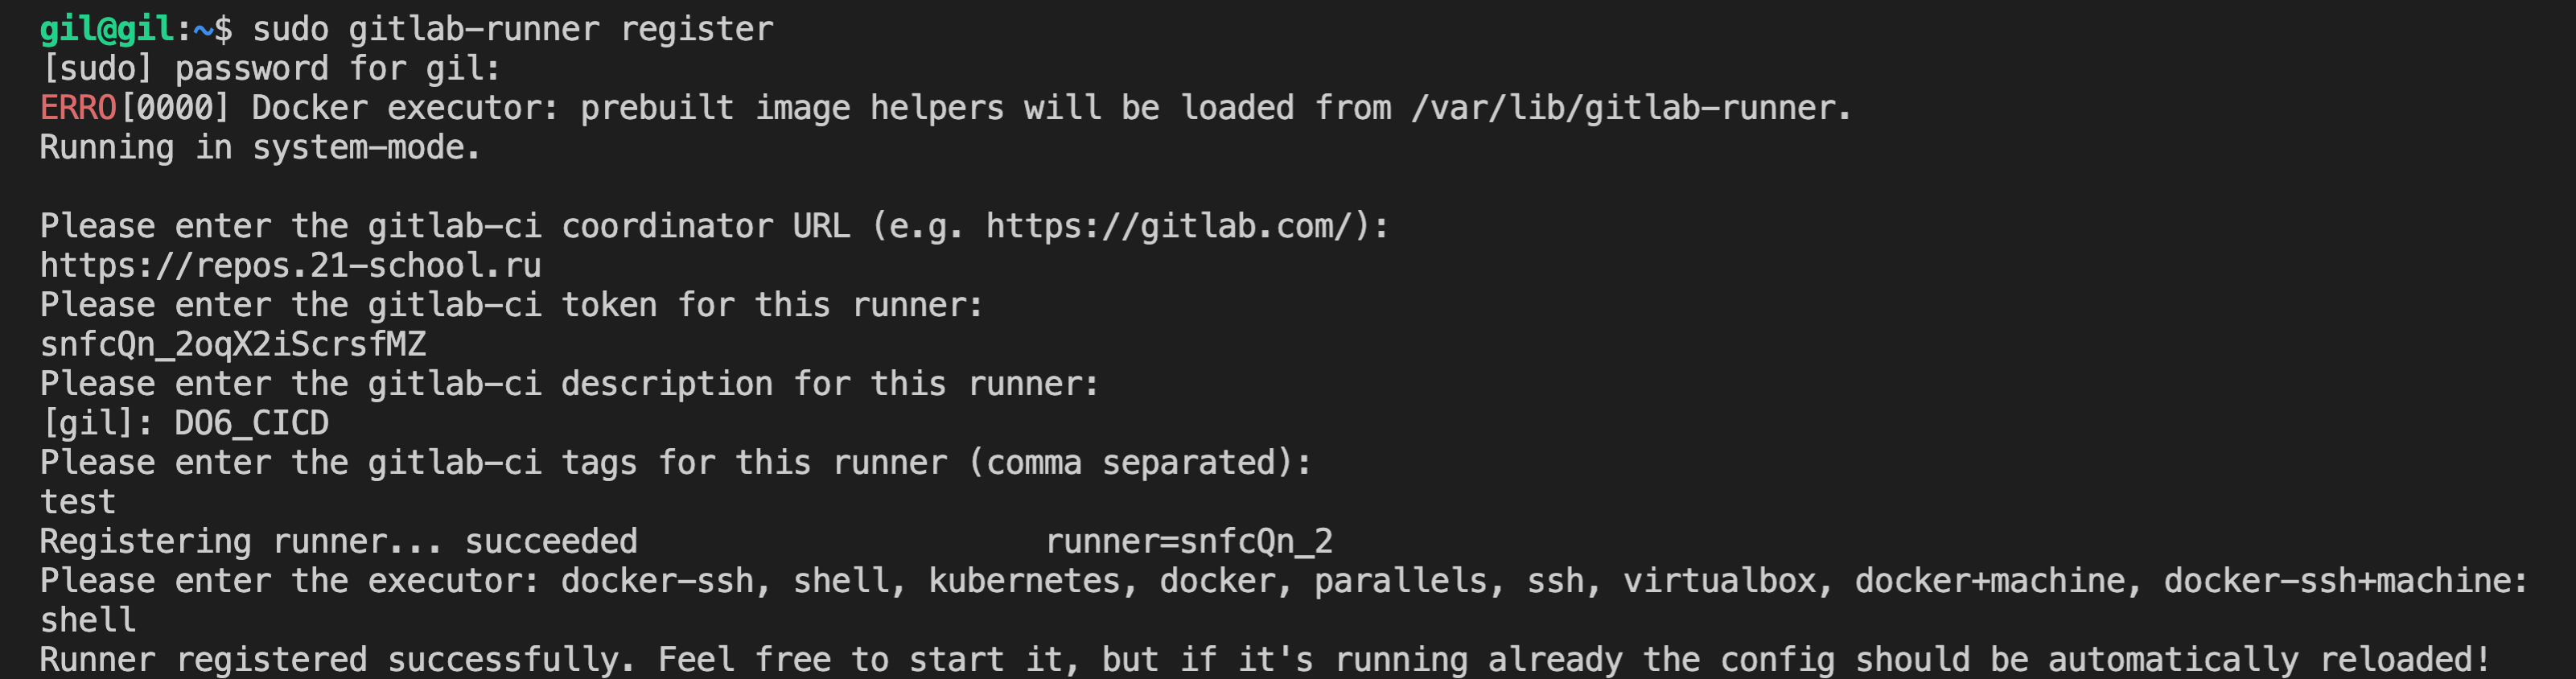 gil@gil:~$ sudo gitlab-runner register
[sudo] password for gil:
ERRO[0000] Docker executor: prebuilt image helpers will be loaded from /var/lib/gitlab-runner.
Running in system-mode.
Please enter the gitlab-ci coordinator URL (e.g. https://gitlab.com/):
https://repos.21-school.ru
Please enter the gitlab-ci token for this runner:
snfcQn_2oqX2iScrsfMZ
Please enter the gitlab-ci description for this runner:
[gil]: DO6_CICD
Please enter the gitlab-ci tags for this runner (comma separated):
test
Registering runner... succeeded                     runner=snfcQn_2
Please enter the executor: docker-ssh, shell, kubernetes, docker, parallels, ssh, virtualbox, docker+machine, docker-ssh+machine:
shell
Runner registered successfully. Feel free to start it, but if it's running already the config should be automatically reloaded!